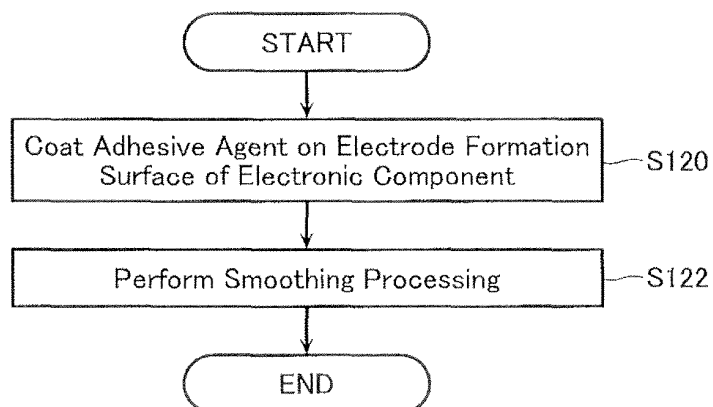 START
Coat Adhesive Agent on Electrode Formation
Surface of Electronic Component
S120
Perform Smoothing Processing
S122
END